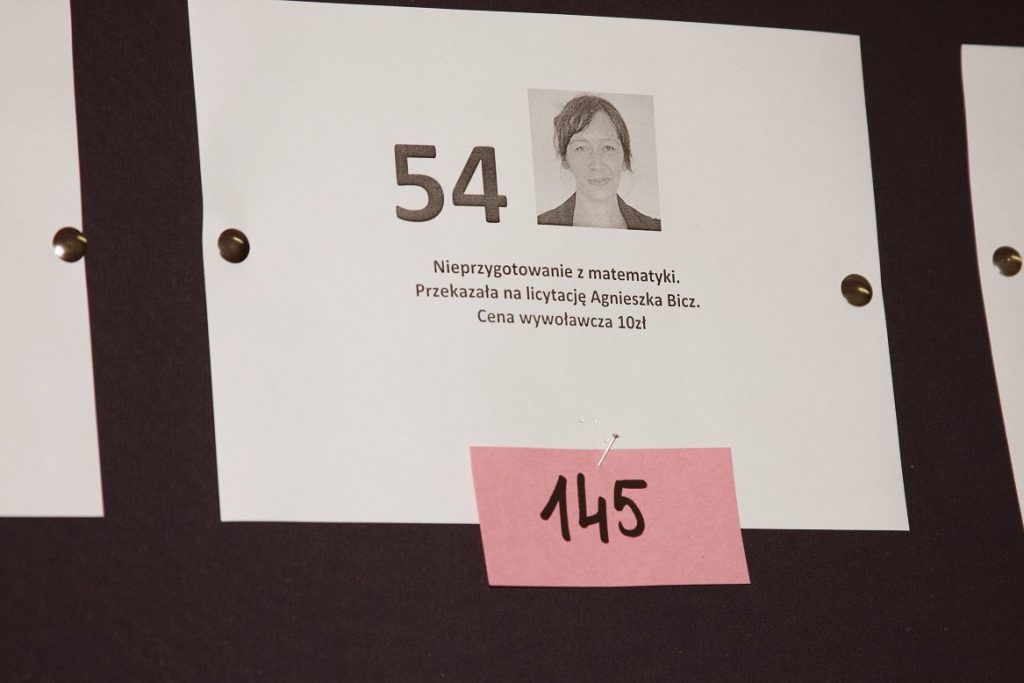 54
Nieprzygotowanie z matematyki.
Przekazała na licytację Agnieszka Bicz.
Cena wywoławcza 10zł
145